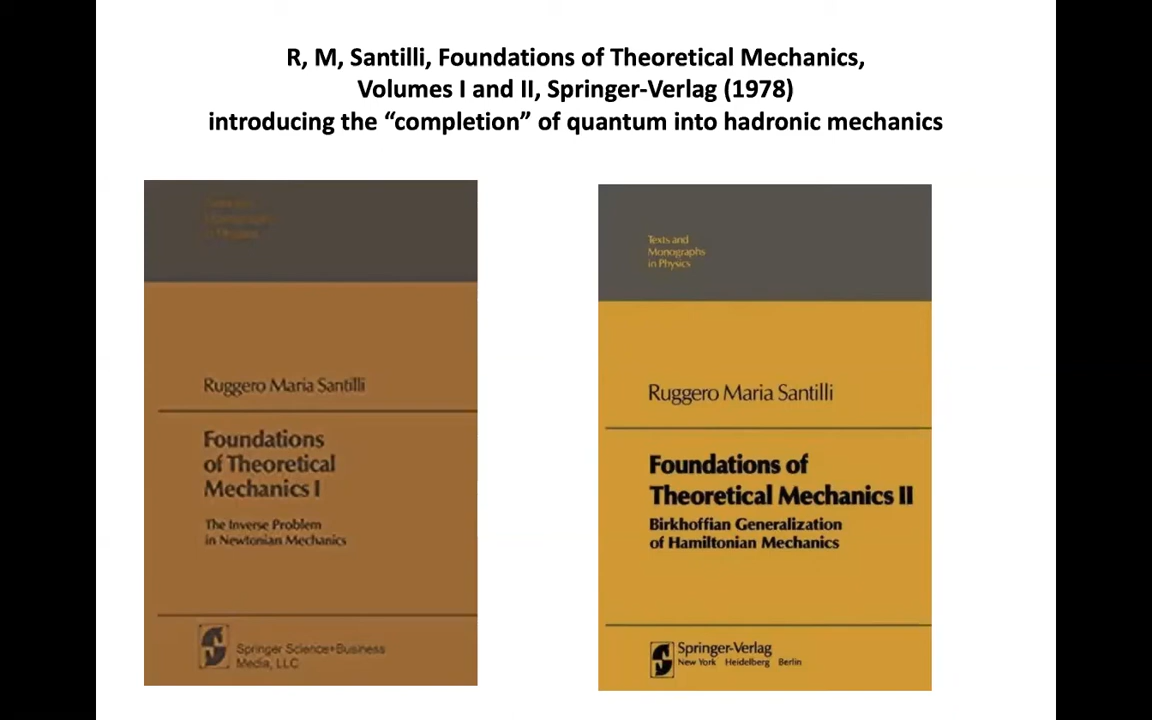 R, M, Santilli, Foundations of Theoretical Mechanics,
Volumes I and II, Springer-Verlag (1978)
introducing the “completion” of quantum into hadronic mechanics
Ruggero Maria Santilli
Foundations
of Theoretical
Mechanics I
The Inverse Problem
in Newtonian Mechanics
Springer Science+Business
Media, LLC
Texts and
Monographs
in Physics
Ruggero Maria Santilli
Foundations of
Theoretical Mechanics II
Birkhoffian Generalization
of Hamiltonian Mechanics
Springer-Verlag
New York Heidelberg Berlin